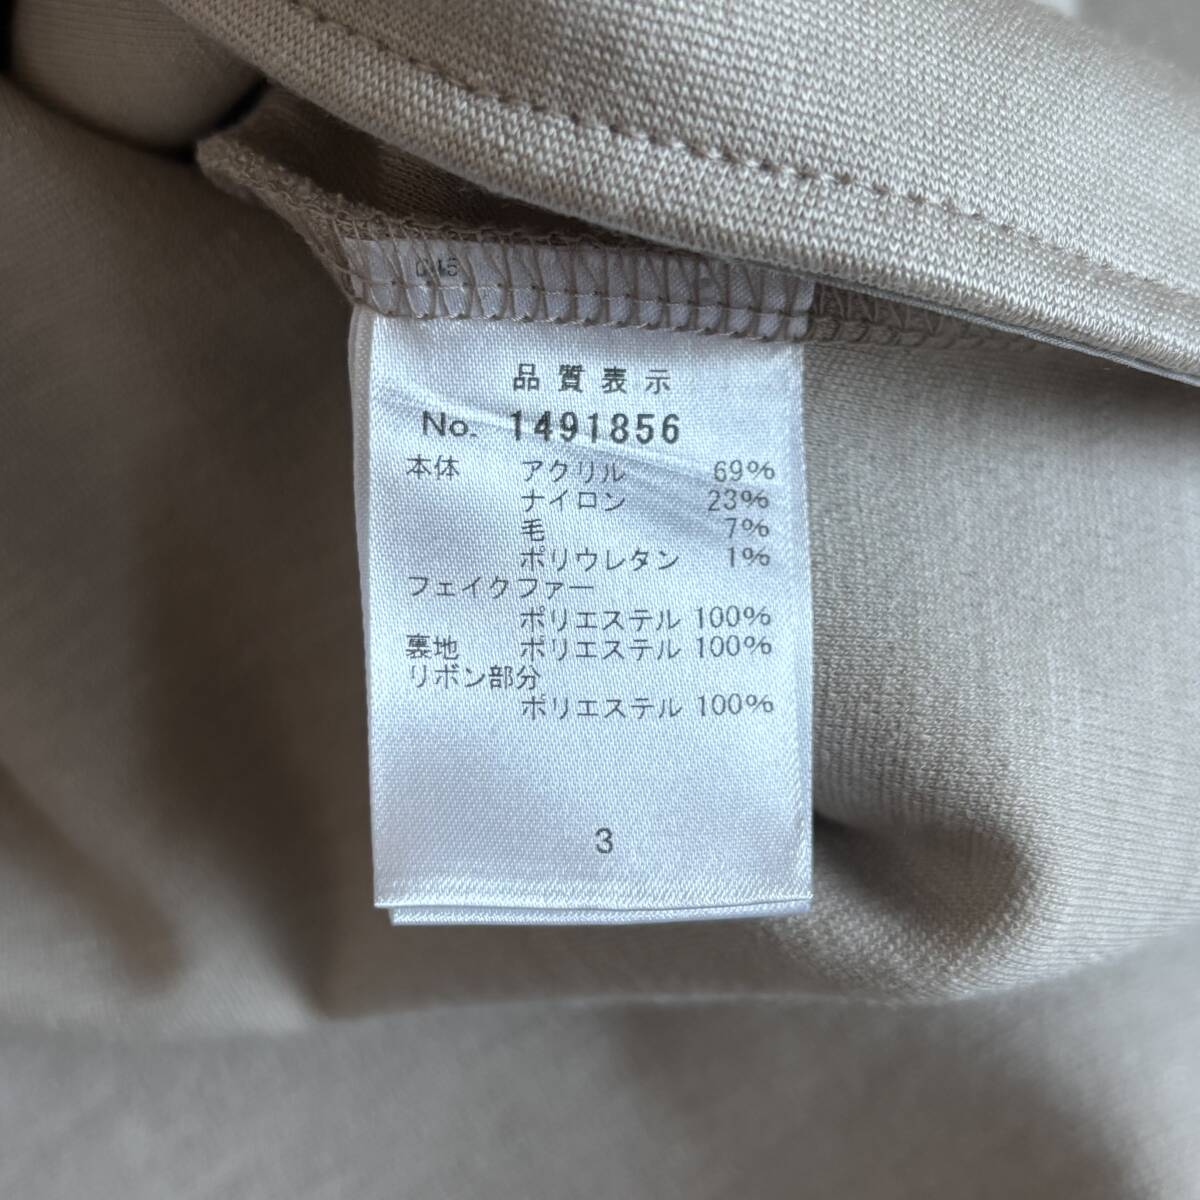 品質表示
No. 1491856
本体 アクリル 69%
ナイロン 23%
毛 7%
ポリウレタン 1%
フェイクファー
ポリエステル 100%
裏地 ポリエステル 100%
リボン部分
ポリエステル 100%
3